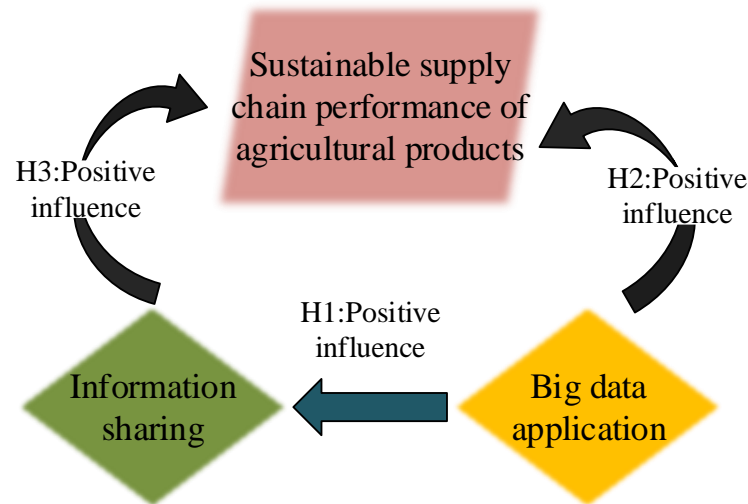 Sustainable supply
chain performance of
agricultural products
H3:Positive
influence
H2:Positive
influence
H1:Positive
influence
Information
sharing
Big data
application